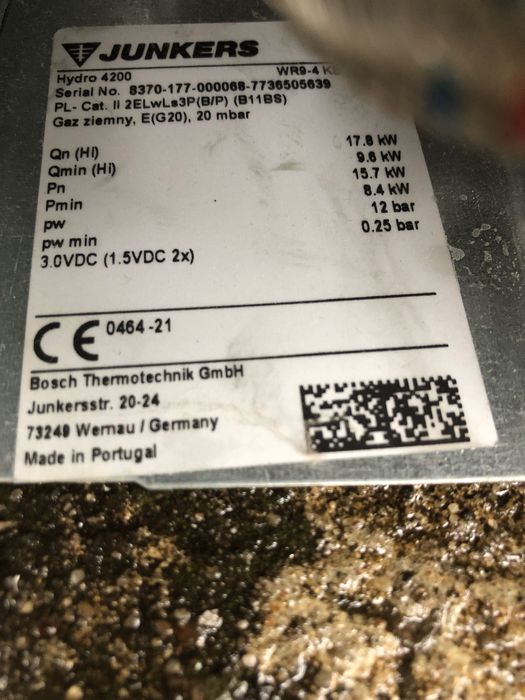 JUNKERS
Hydro 4200 WR9-4
Serial No. 8370-177-000068-7736505639
PL- Cat. II 2ELwLs3P(B/P) (B11BS)
Gaz ziemny, E(G20), 20 mbar
Qn (Hi) 17.8 kW
Qmin (Hi) 9.6 kW
Pn 15.7 kW
Pmin 8.4 kW
pw 12 bar
pw min 0.25 bar
3.0VDC (1.5VDC 2x)
CE 0464-21
Bosch Thermotechnik GmbH
Junkersstr. 20-24
73249 Wernau / Germany
Made in Portugal